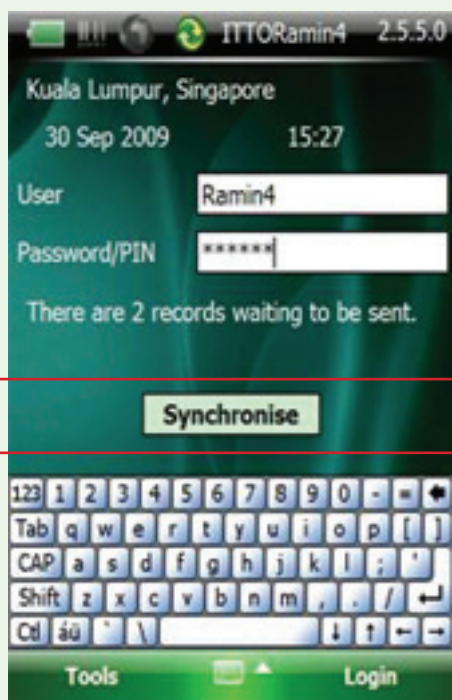 ITTORamin4 2.5.5.0
Kuala Lumpur, Singapore
30 Sep 2009 15:27
User Ramin4
Password/PIN ******
There are 2 records waiting to be sent.
Synchronise
123 1 2 3 4 5 6 7 8 9 0 - =
Tab q w e r t y u i o p [ ]
CAP a s d f g h j k l ; '
Shift z x c v b n m , . /
Ctl áü ` \
Tools Login